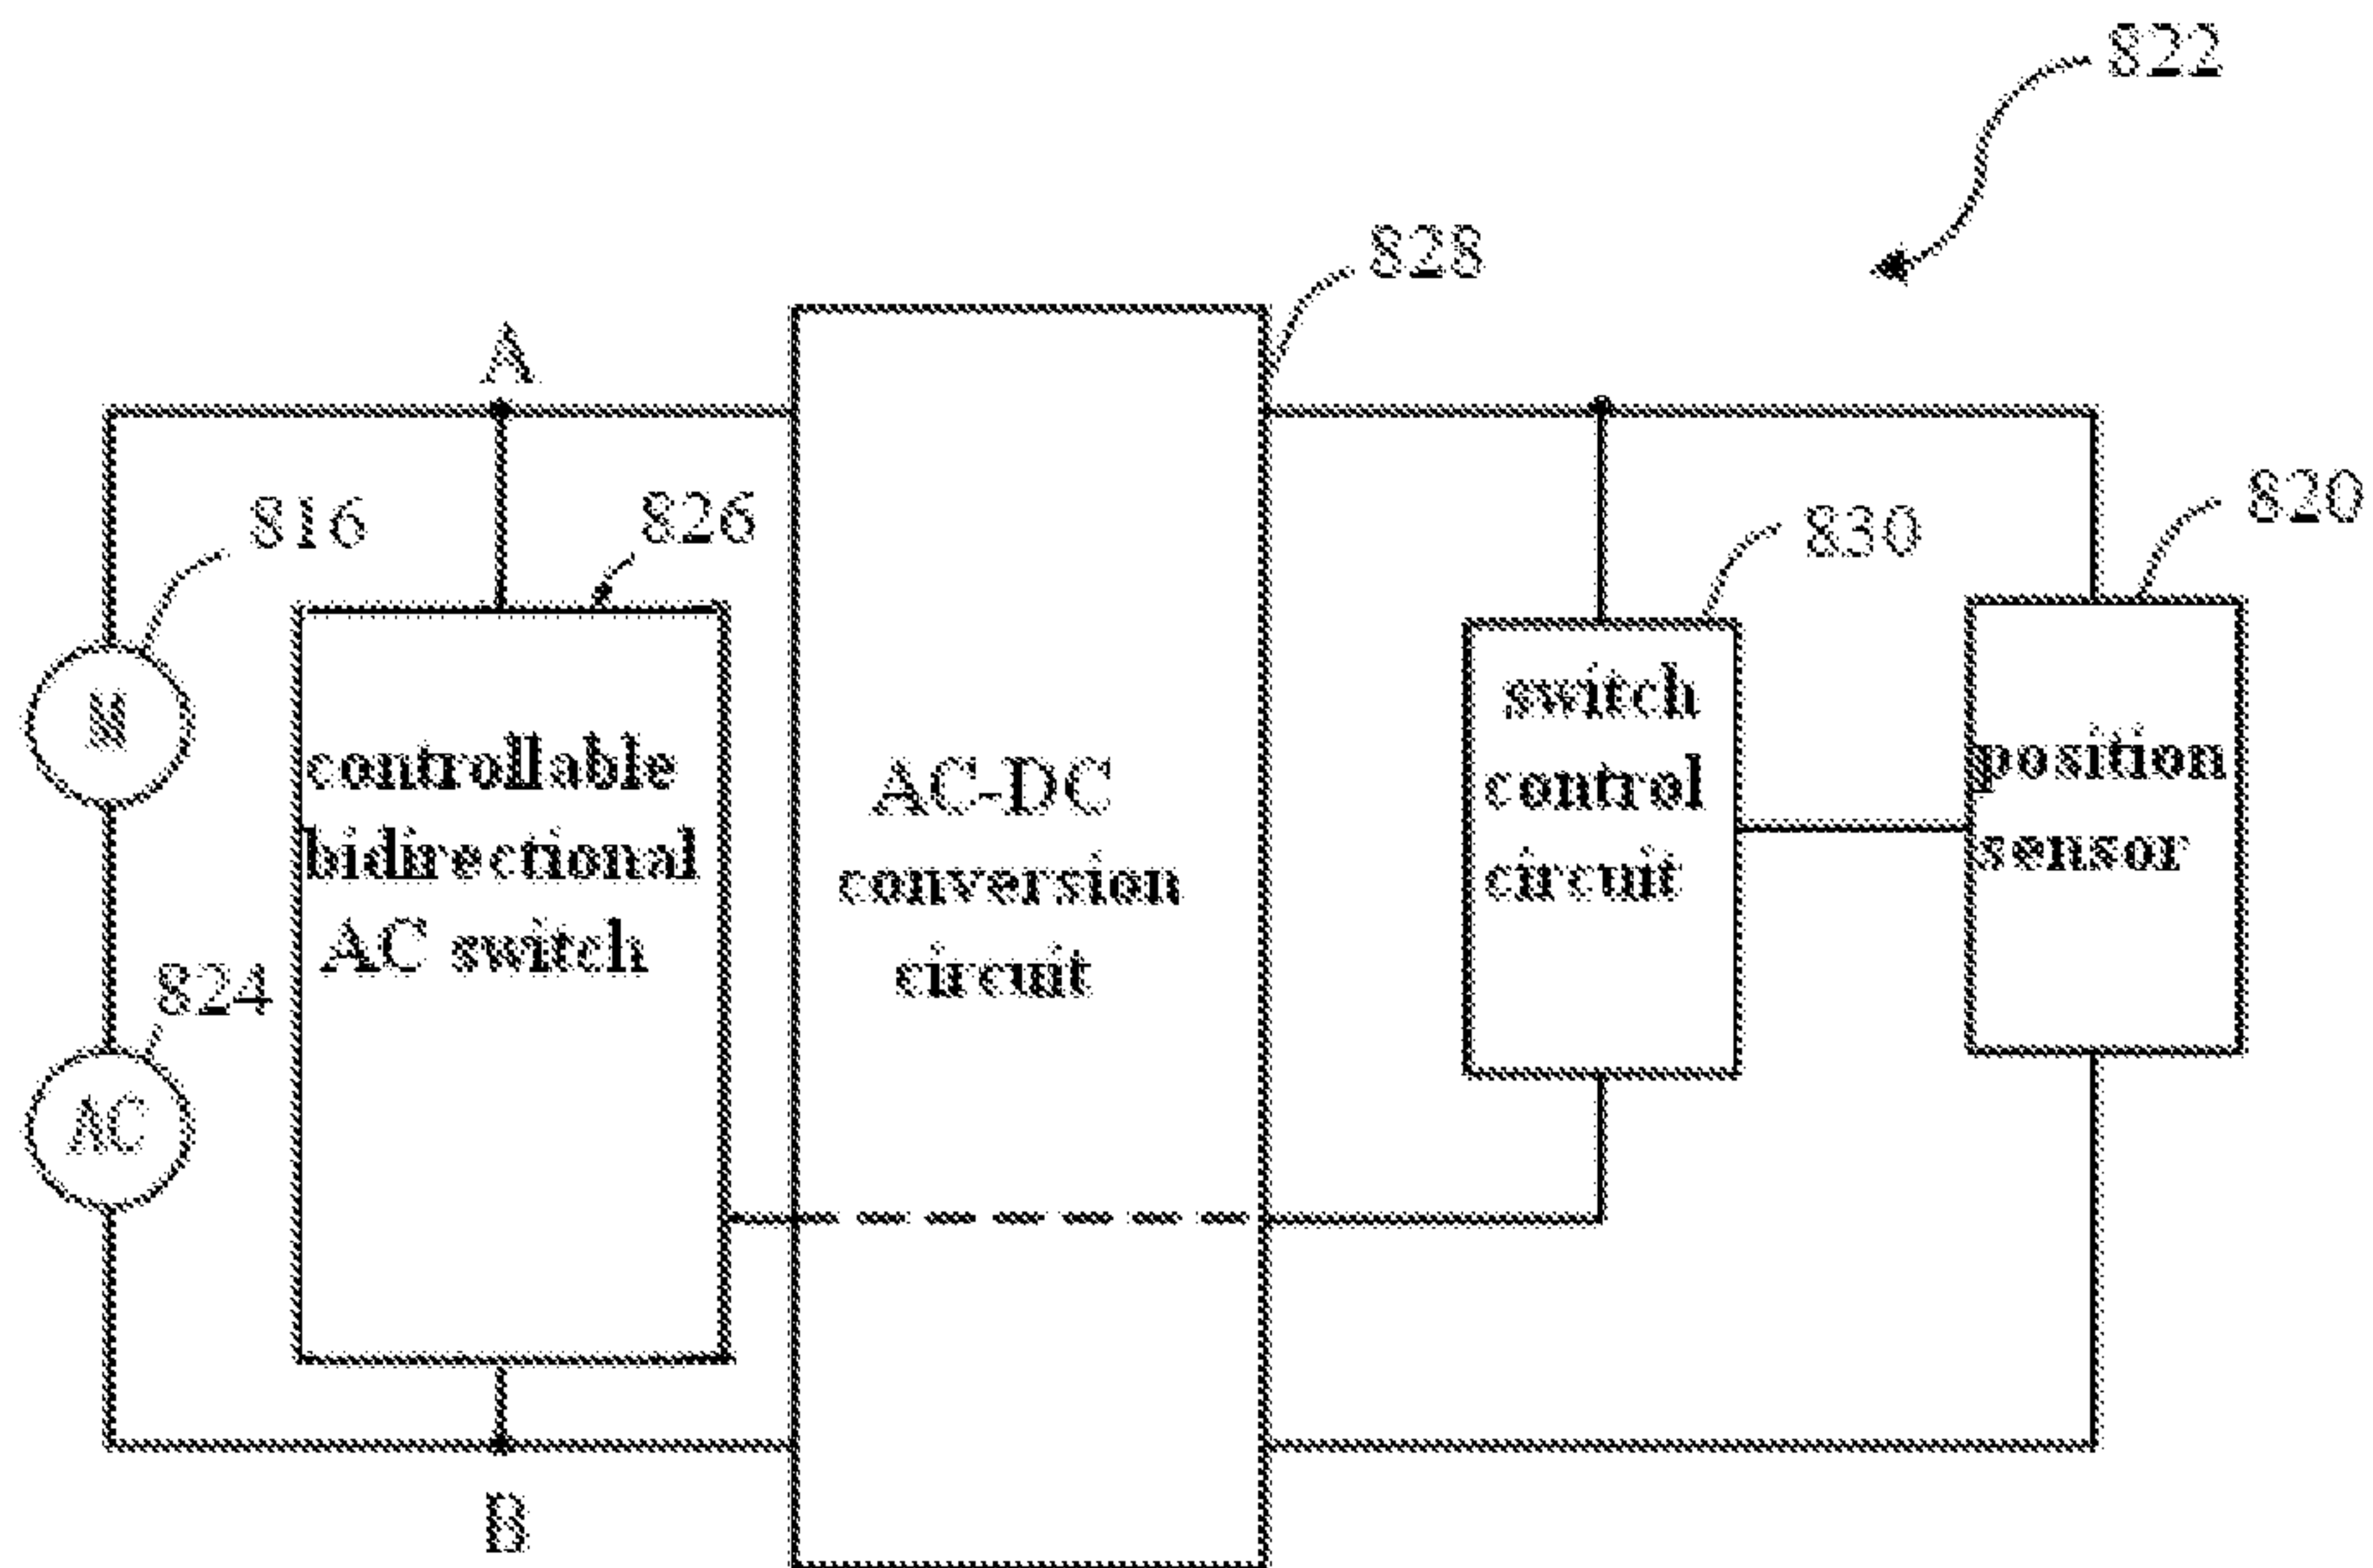 822
828
A
816
826
820
830
M
controllable
bidirectional
AC switch
AC-DC
conversion
circuit
switch
control
circuit
position
sensor
824
AC
B